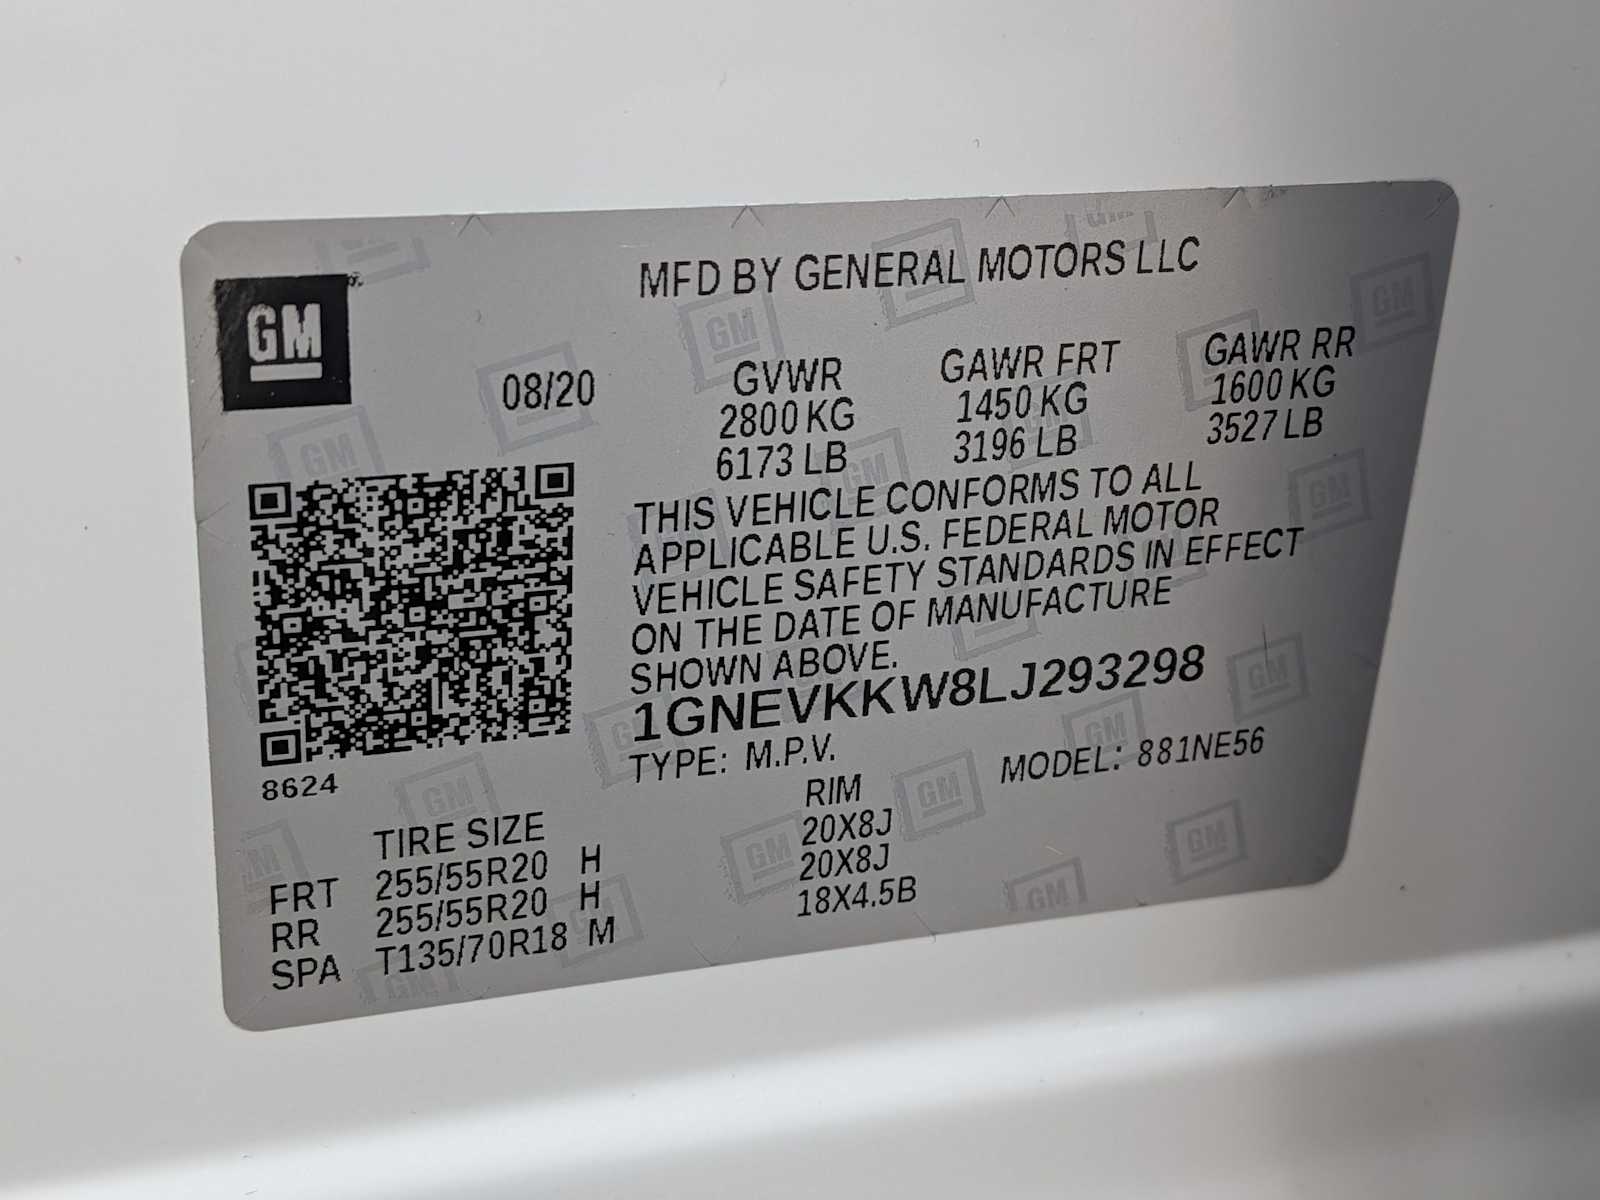 MFD BY GENERAL MOTORS LLC
GM
08/20
GVWR GAWR FRT GAWR RR
2800 KG 1450 KG 1600 KG
6173 LB 3196 LB 3527 LB
THIS VEHICLE CONFORMS TO ALL
APPLICABLE U.S. FEDERAL MOTOR
VEHICLE SAFETY STANDARDS IN EFFECT
ON THE DATE OF MANUFACTURE
SHOWN ABOVE.
1GNEVKKW8LJ293298
TYPE: M.P.V. MODEL: 881NE56
8624
TIRE SIZE RIM
FRT 255/55R20 H 20X8J
RR 255/55R20 H 20X8J
SPA T135/70R18 M 18X4.5B